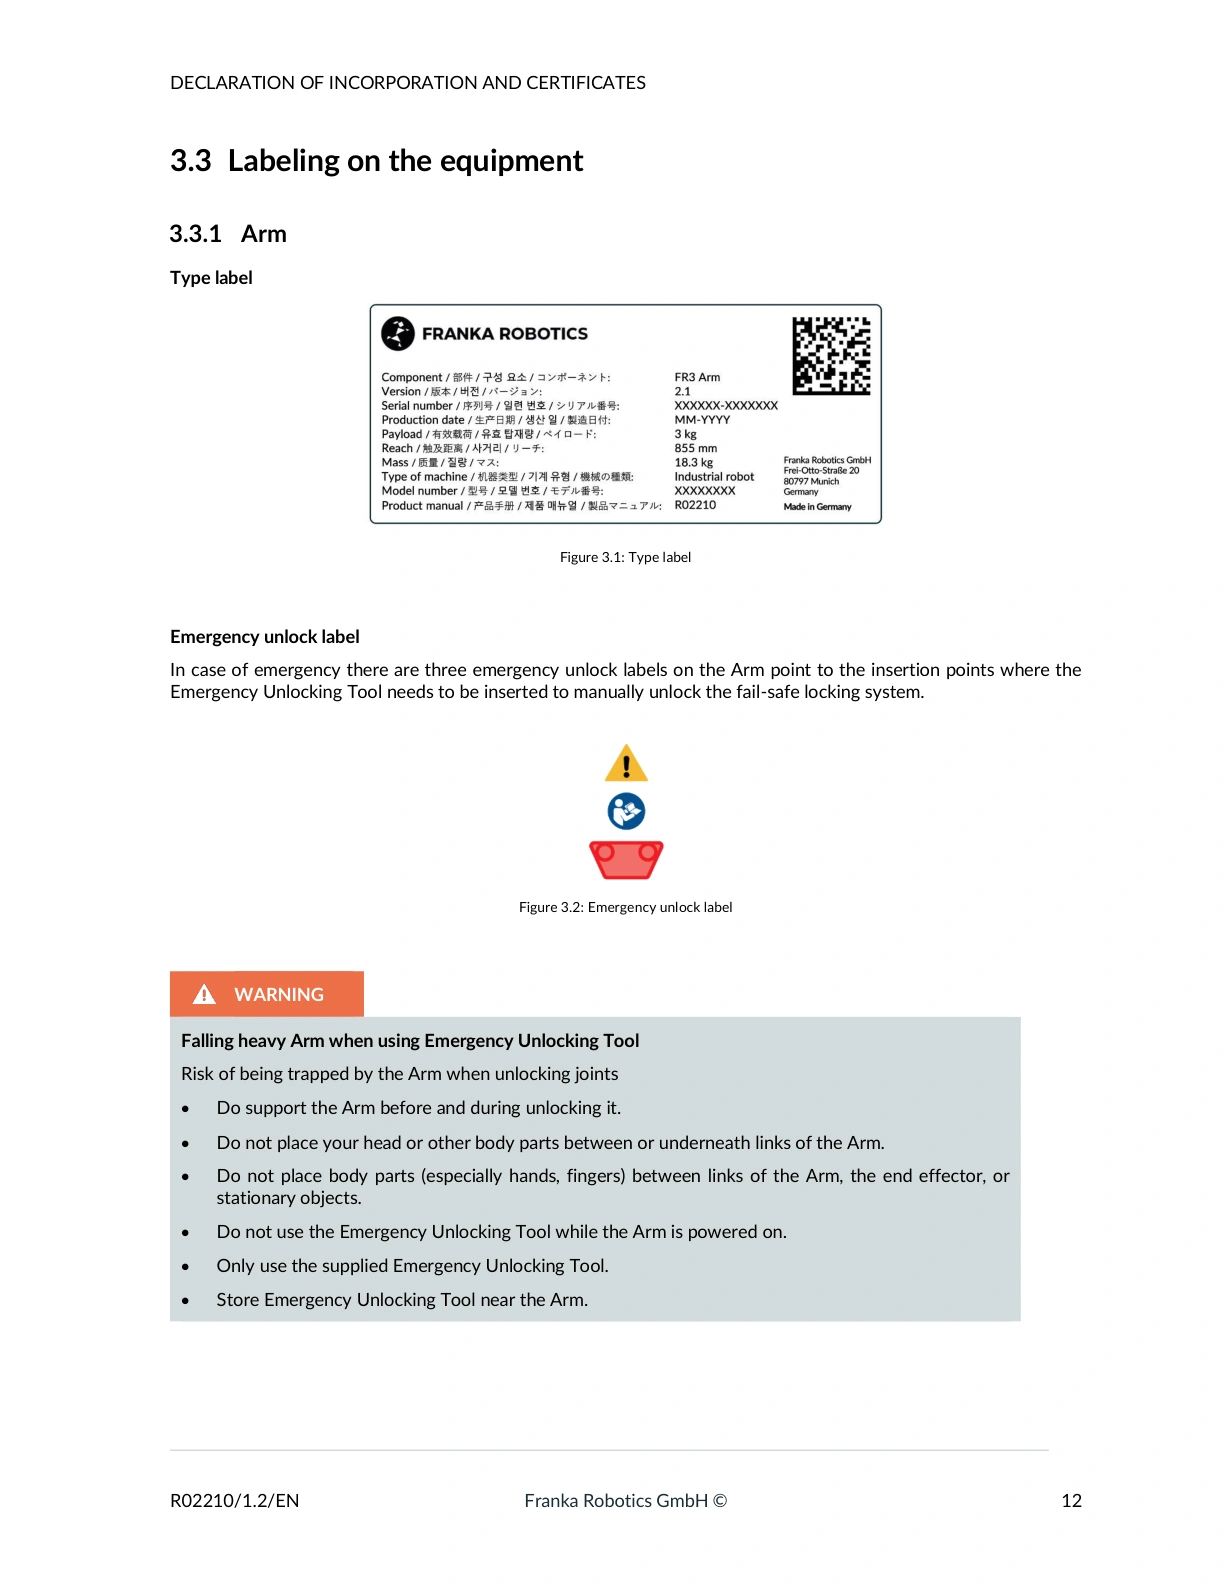 DECLARATION OF INCORPORATION AND CERTIFICATES
3.3 Labeling on the equipment
3.3.1 Arm
Type label
FRANKA ROBOTICS
Component / 部件 / 구성 요소 / コンポーネント: FR3 Arm
Version / 版本 / 버전 / バージョン: 2.1
Serial number / 序列号 / 일련 번호 / シリアル番号: XXXXXX-XXXXXXX
Production date / 生产日期 / 생산 일 / 製造日付: MM-YYYY
Payload / 有效载荷 / 유효 탑재량 / ペイロード: 3 kg
Reach / 触及距离 / 사거리 / リーチ: 855 mm
Mass / 质量 / 질량 / マス: 18.3 kg
Type of machine / 机器类型 / 기계 유형 / 機械の種類: Industrial robot
Model number / 型号 / 모델 번호 / モデル番号: XXXXXXXX
Product manual / 产品手册 / 제품 매뉴얼 / 製品マニュアル: R02210
Franka Robotics GmbH
Frei-Otto-Straße 20
80797 Munich
Germany
Made in Germany
Figure 3.1: Type label
Emergency unlock label
In case of emergency there are three emergency unlock labels on the Arm point to the insertion points where the
Emergency Unlocking Tool needs to be inserted to manually unlock the fail-safe locking system.
Figure 3.2: Emergency unlock label
WARNING
Falling heavy Arm when using Emergency Unlocking Tool
Risk of being trapped by the Arm when unlocking joints
• Do support the Arm before and during unlocking it.
• Do not place your head or other body parts between or underneath links of the Arm.
• Do not place body parts (especially hands, fingers) between links of the Arm, the end effector, or
stationary objects.
• Do not use the Emergency Unlocking Tool while the Arm is powered on.
• Only use the supplied Emergency Unlocking Tool.
• Store Emergency Unlocking Tool near the Arm.
R02210/1.2/EN Franka Robotics GmbH © 12